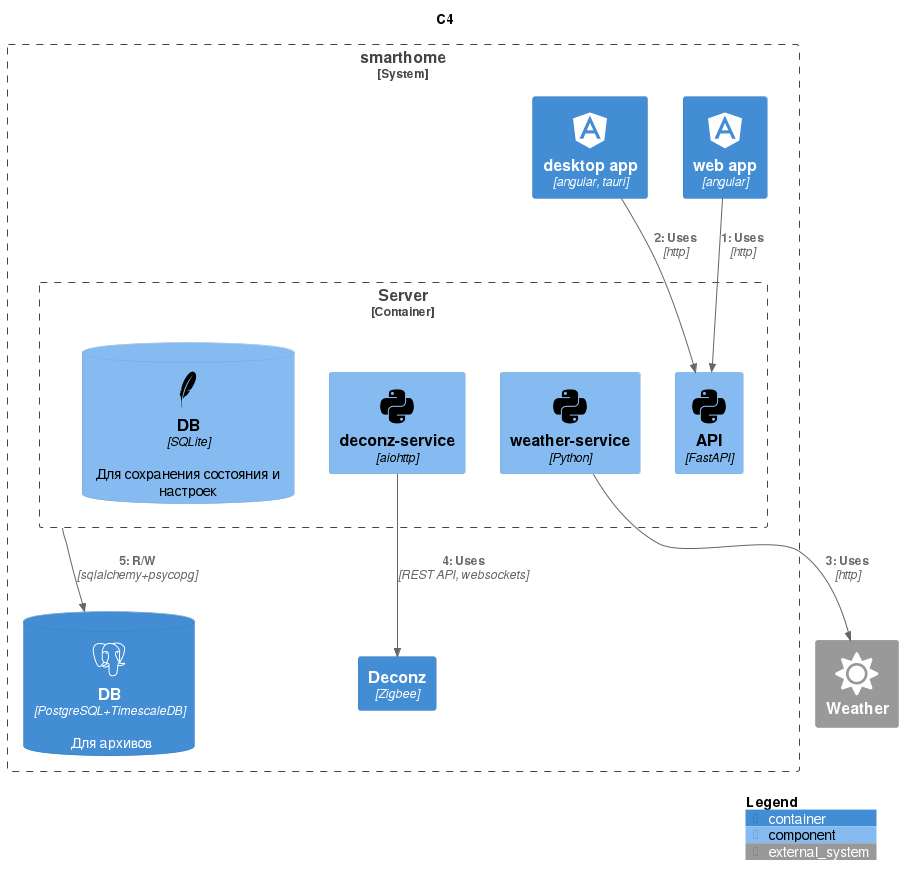 C4
smarthome
[System]
desktop app
[angular, tauri]
web app
[angular]
2: Uses
[http]
1: Uses
[http]
Server
[Container]
DB
[SQLite]
Для сохранения состояния и
настроек
deconz-service
[aiohttp]
weather-service
[Python]
API
[FastAPI]
5: R/W
[sqlalchemy+psycopg]
4: Uses
[REST API, websockets]
3: Uses
[http]
DB
[PostgreSQL+TimescaleDB]
Для архивов
Deconz
[Zigbee]
Weather
Legend
container
component
external_system